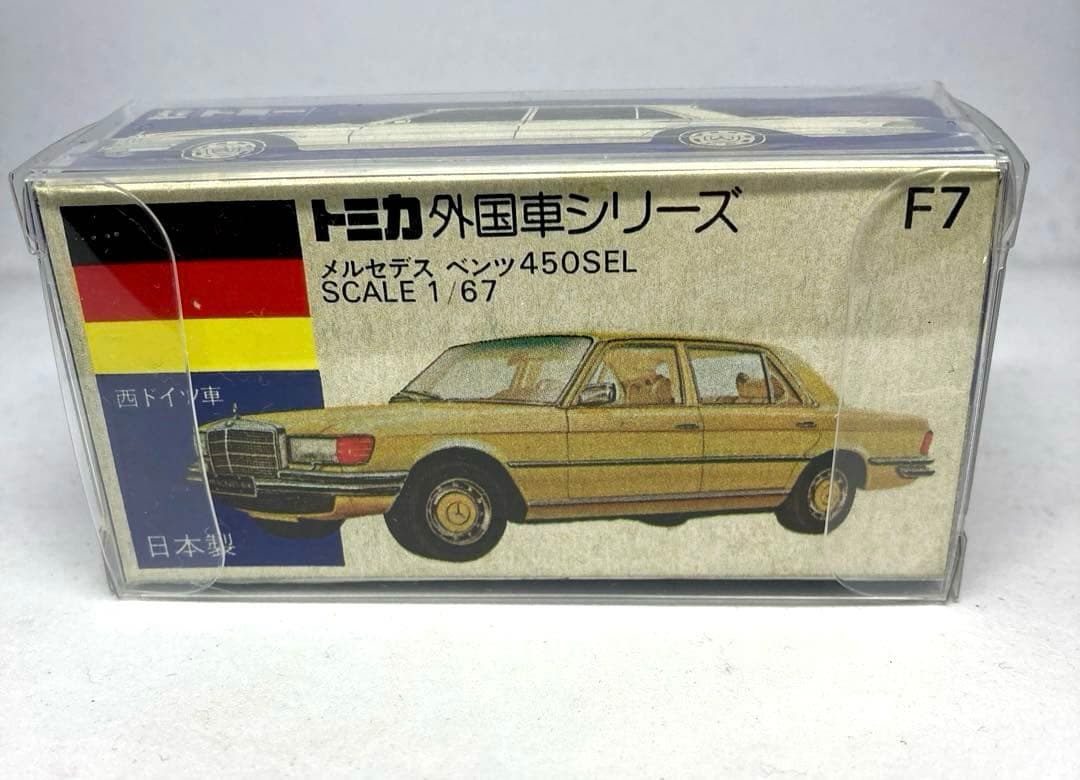 トミカ外国車シリーズ
F7
メルセデス ベンツ450SEL
SCALE 1/67
西ドイツ車
日本製